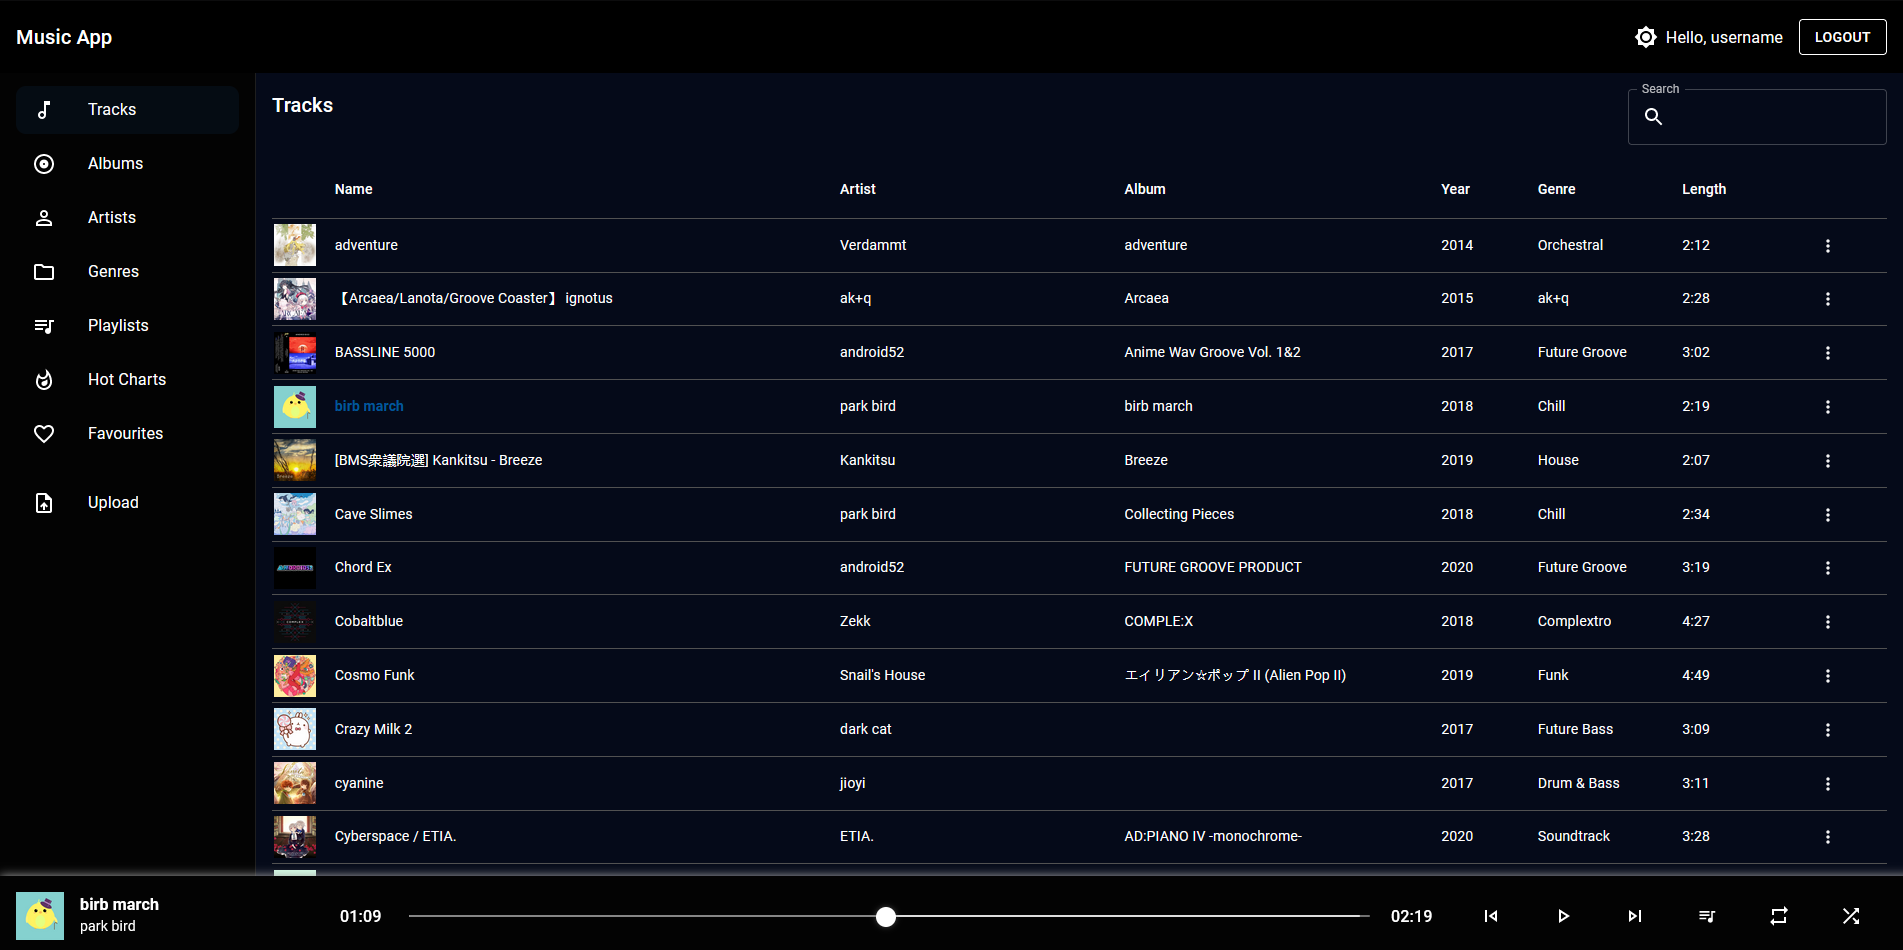 Music App
Hello, username
LOGOUT
Tracks
Albums
Artists
Genres
Playlists
Hot Charts
Favourites
Upload
Tracks
Search
Name Artist Album Year Genre Length
adventure Verdammt adventure 2014 Orchestral 2:12
【Arcaea/Lanota/Groove Coaster】 ignotus ak+q Arcaea 2015 ak+q 2:28
BASSLINE 5000 android52 Anime Wav Groove Vol. 1&2 2017 Future Groove 3:02
birb march park bird birb march 2018 Chill 2:19
[BMS衆議院選] Kankitsu - Breeze Kankitsu Breeze 2019 House 2:07
Cave Slimes park bird Collecting Pieces 2018 Chill 2:34
Chord Ex android52 FUTURE GROOVE PRODUCT 2020 Future Groove 3:19
Cobaltblue Zekk COMPLE:X 2018 Complextro 4:27
Cosmo Funk Snail's House エイリアン☆ポップ II (Alien Pop II) 2019 Funk 4:49
Crazy Milk 2 dark cat 2017 Future Bass 3:09
cyanine jioyi 2017 Drum & Bass 3:11
Cyberspace / ETIA. ETIA. AD:PIANO IV -monochrome- 2020 Soundtrack 3:28
birb march
park bird
01:09
02:19